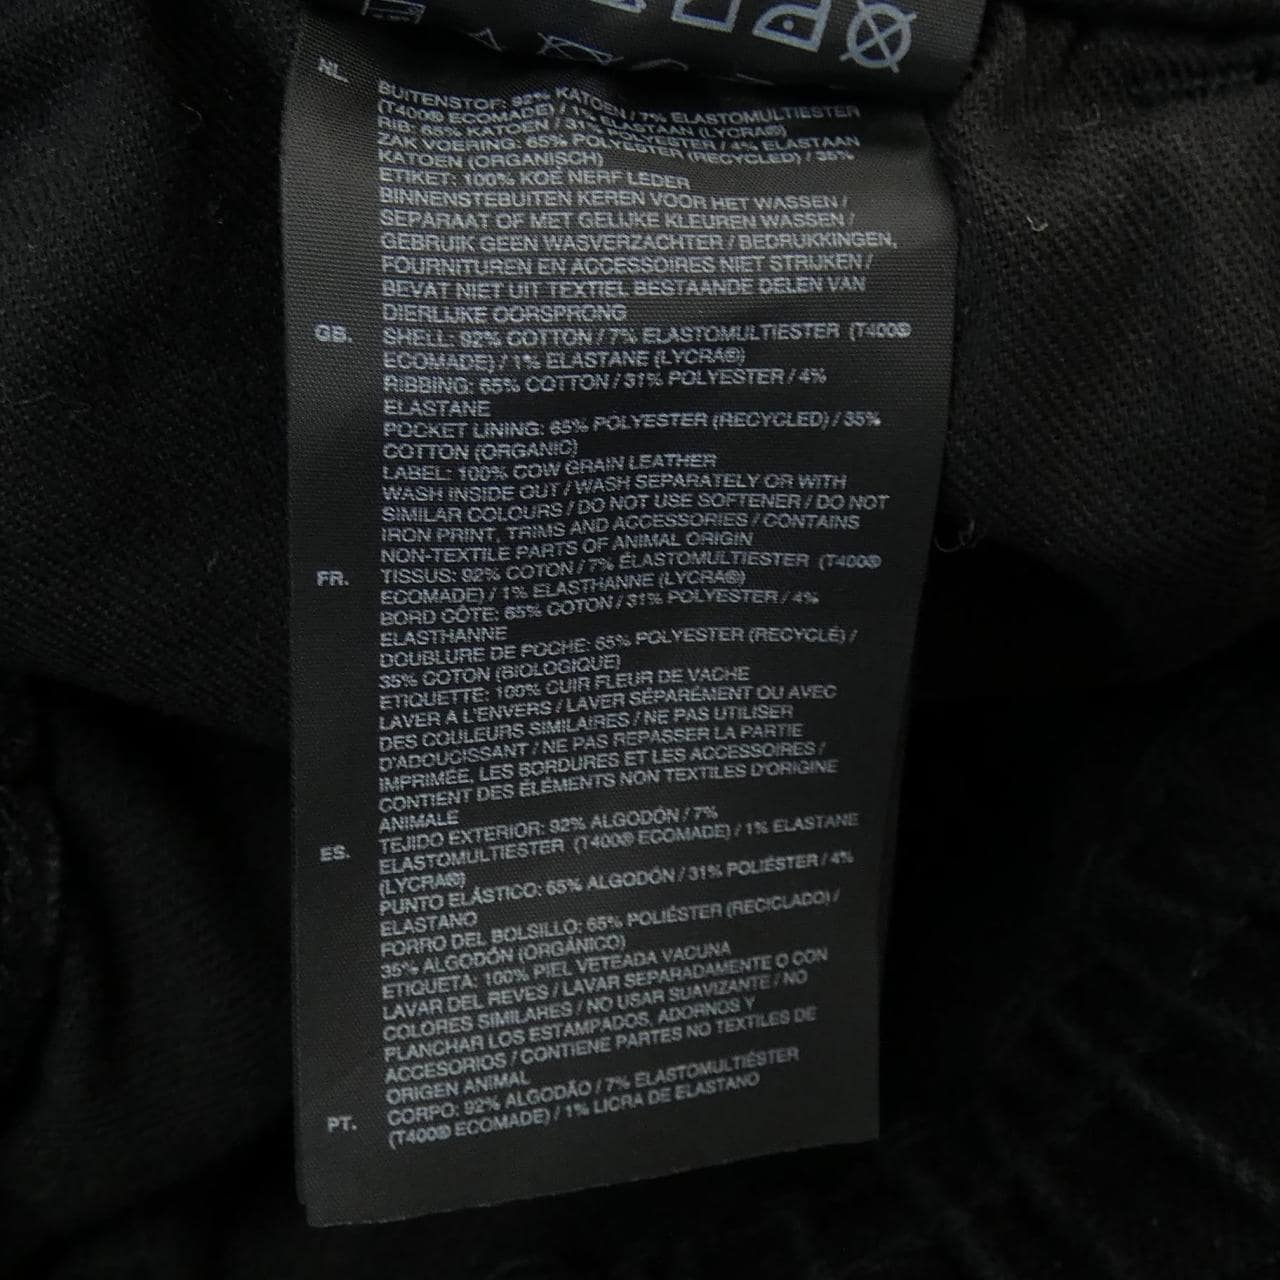 NL.
BUITENSTOF: 92% KATOEN / 7% ELASTOMULTIESTER
(T400® ECOMADE) / 1% ELASTAAN (LYCRA®)
RIB: 65% KATOEN / 31% POLYESTER / 4% ELASTAAN
ZAK VOERING: 65% POLYESTER (RECYCLED) / 35%
KATOEN (ORGANISCH)
ETIKET: 100% KOE NERF LEDER
BINNENSTEBUITEN KEREN VOOR HET WASSEN /
SEPARAAT OF MET GELIJKE KLEUREN WASSEN /
GEBRUIK GEEN WASVERZACHTER / BEDRUKKINGEN,
FOURNITUREN EN ACCESSOIRES NIET STRIJKEN /
BEVAT NIET UIT TEXTIEL BESTAANDE DELEN VAN
DIERLIJKE OORSPRONG
GB.
SHELL: 92% COTTON / 7% ELASTOMULTIESTER (T400®
ECOMADE) / 1% ELASTANE (LYCRA®)
RIBBING: 65% COTTON / 31% POLYESTER / 4%
ELASTANE
POCKET LINING: 65% POLYESTER (RECYCLED) / 35%
COTTON (ORGANIC)
LABEL: 100% COW GRAIN LEATHER
WASH INSIDE OUT / WASH SEPARATELY OR WITH
SIMILAR COLOURS / DO NOT USE SOFTENER / DO NOT
IRON PRINT, TRIMS AND ACCESSORIES / CONTAINS
NON-TEXTILE PARTS OF ANIMAL ORIGIN
FR.
TISSUS: 92% COTON / 7% ÉLASTOMULTIESTER (T400®
ECOMADE) / 1% ELASTHANNE (LYCRA®)
BORD CÔTE: 65% COTON / 31% POLYESTER / 4%
ELASTHANNE
DOUBLURE DE POCHE: 65% POLYESTER (RECYCLÉ) /
35% COTON (BIOLOGIQUE)
ETIQUETTE: 100% CUIR FLEUR DE VACHE
LAVER A L'ENVERS / LAVER SÉPARÉMENT OU AVEC
DES COULEURS SIMILAIRES / NE PAS UTILISER
D'ADOUCISSANT / NE PAS REPASSER LA PARTIE
IMPRIMÉE, LES BORDURES ET LES ACCESSOIRES /
CONTIENT DES ÉLÉMENTS NON TEXTILES D'ORIGINE
ANIMALE
ES.
TEJIDO EXTERIOR: 92% ALGODÓN / 7%
ELASTOMULTIESTER (T400® ECOMADE) / 1% ELASTANE
(LYCRA®)
PUNTO ELÁSTICO: 65% ALGODÓN / 31% POLIÉSTER / 4%
ELASTANO
FORRO DEL BOLSILLO: 65% POLIÉSTER (RECICLADO) /
35% ALGODÓN (ORGÁNICO)
ETIQUETA: 100% PIEL VETEADA VACUNA
LAVAR DEL REVES / LAVAR SEPARADAMENTE O CON
COLORES SIMILARES / NO USAR SUAVIZANTE / NO
PLANCHAR LOS ESTAMPADOS, ADORNOS Y
ACCESORIOS / CONTIENE PARTES NO TEXTILES DE
ORIGEN ANIMAL
PT.
CORPO: 92% ALGODÃO / 7% ELASTOMULTIÉSTER
(T400® ECOMADE) / 1% LICRA DE ELASTANO